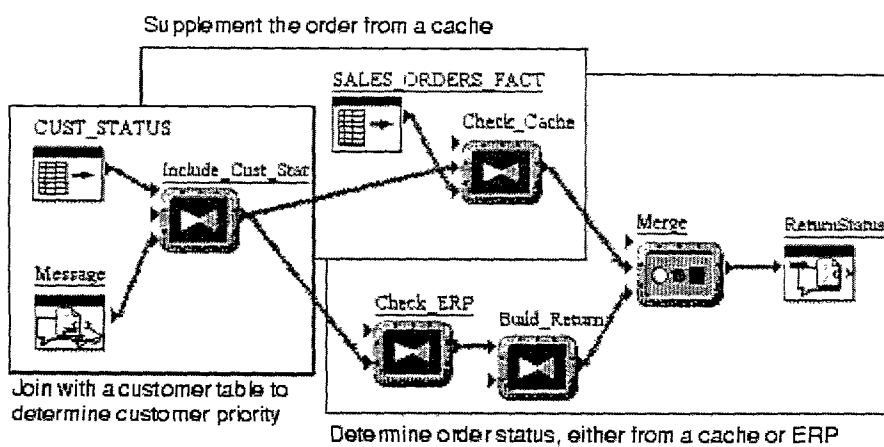 Supplement the order from a cache
SALES_ORDERS_FACT
CUST_STATUS
Check_Cache
Include_Cust_Stat
Merge
ReturnStatus
Message
Check_ERP
Build_Return
Join with a customer table to
determine customer priority
Determine order status, either from a cache or ERP